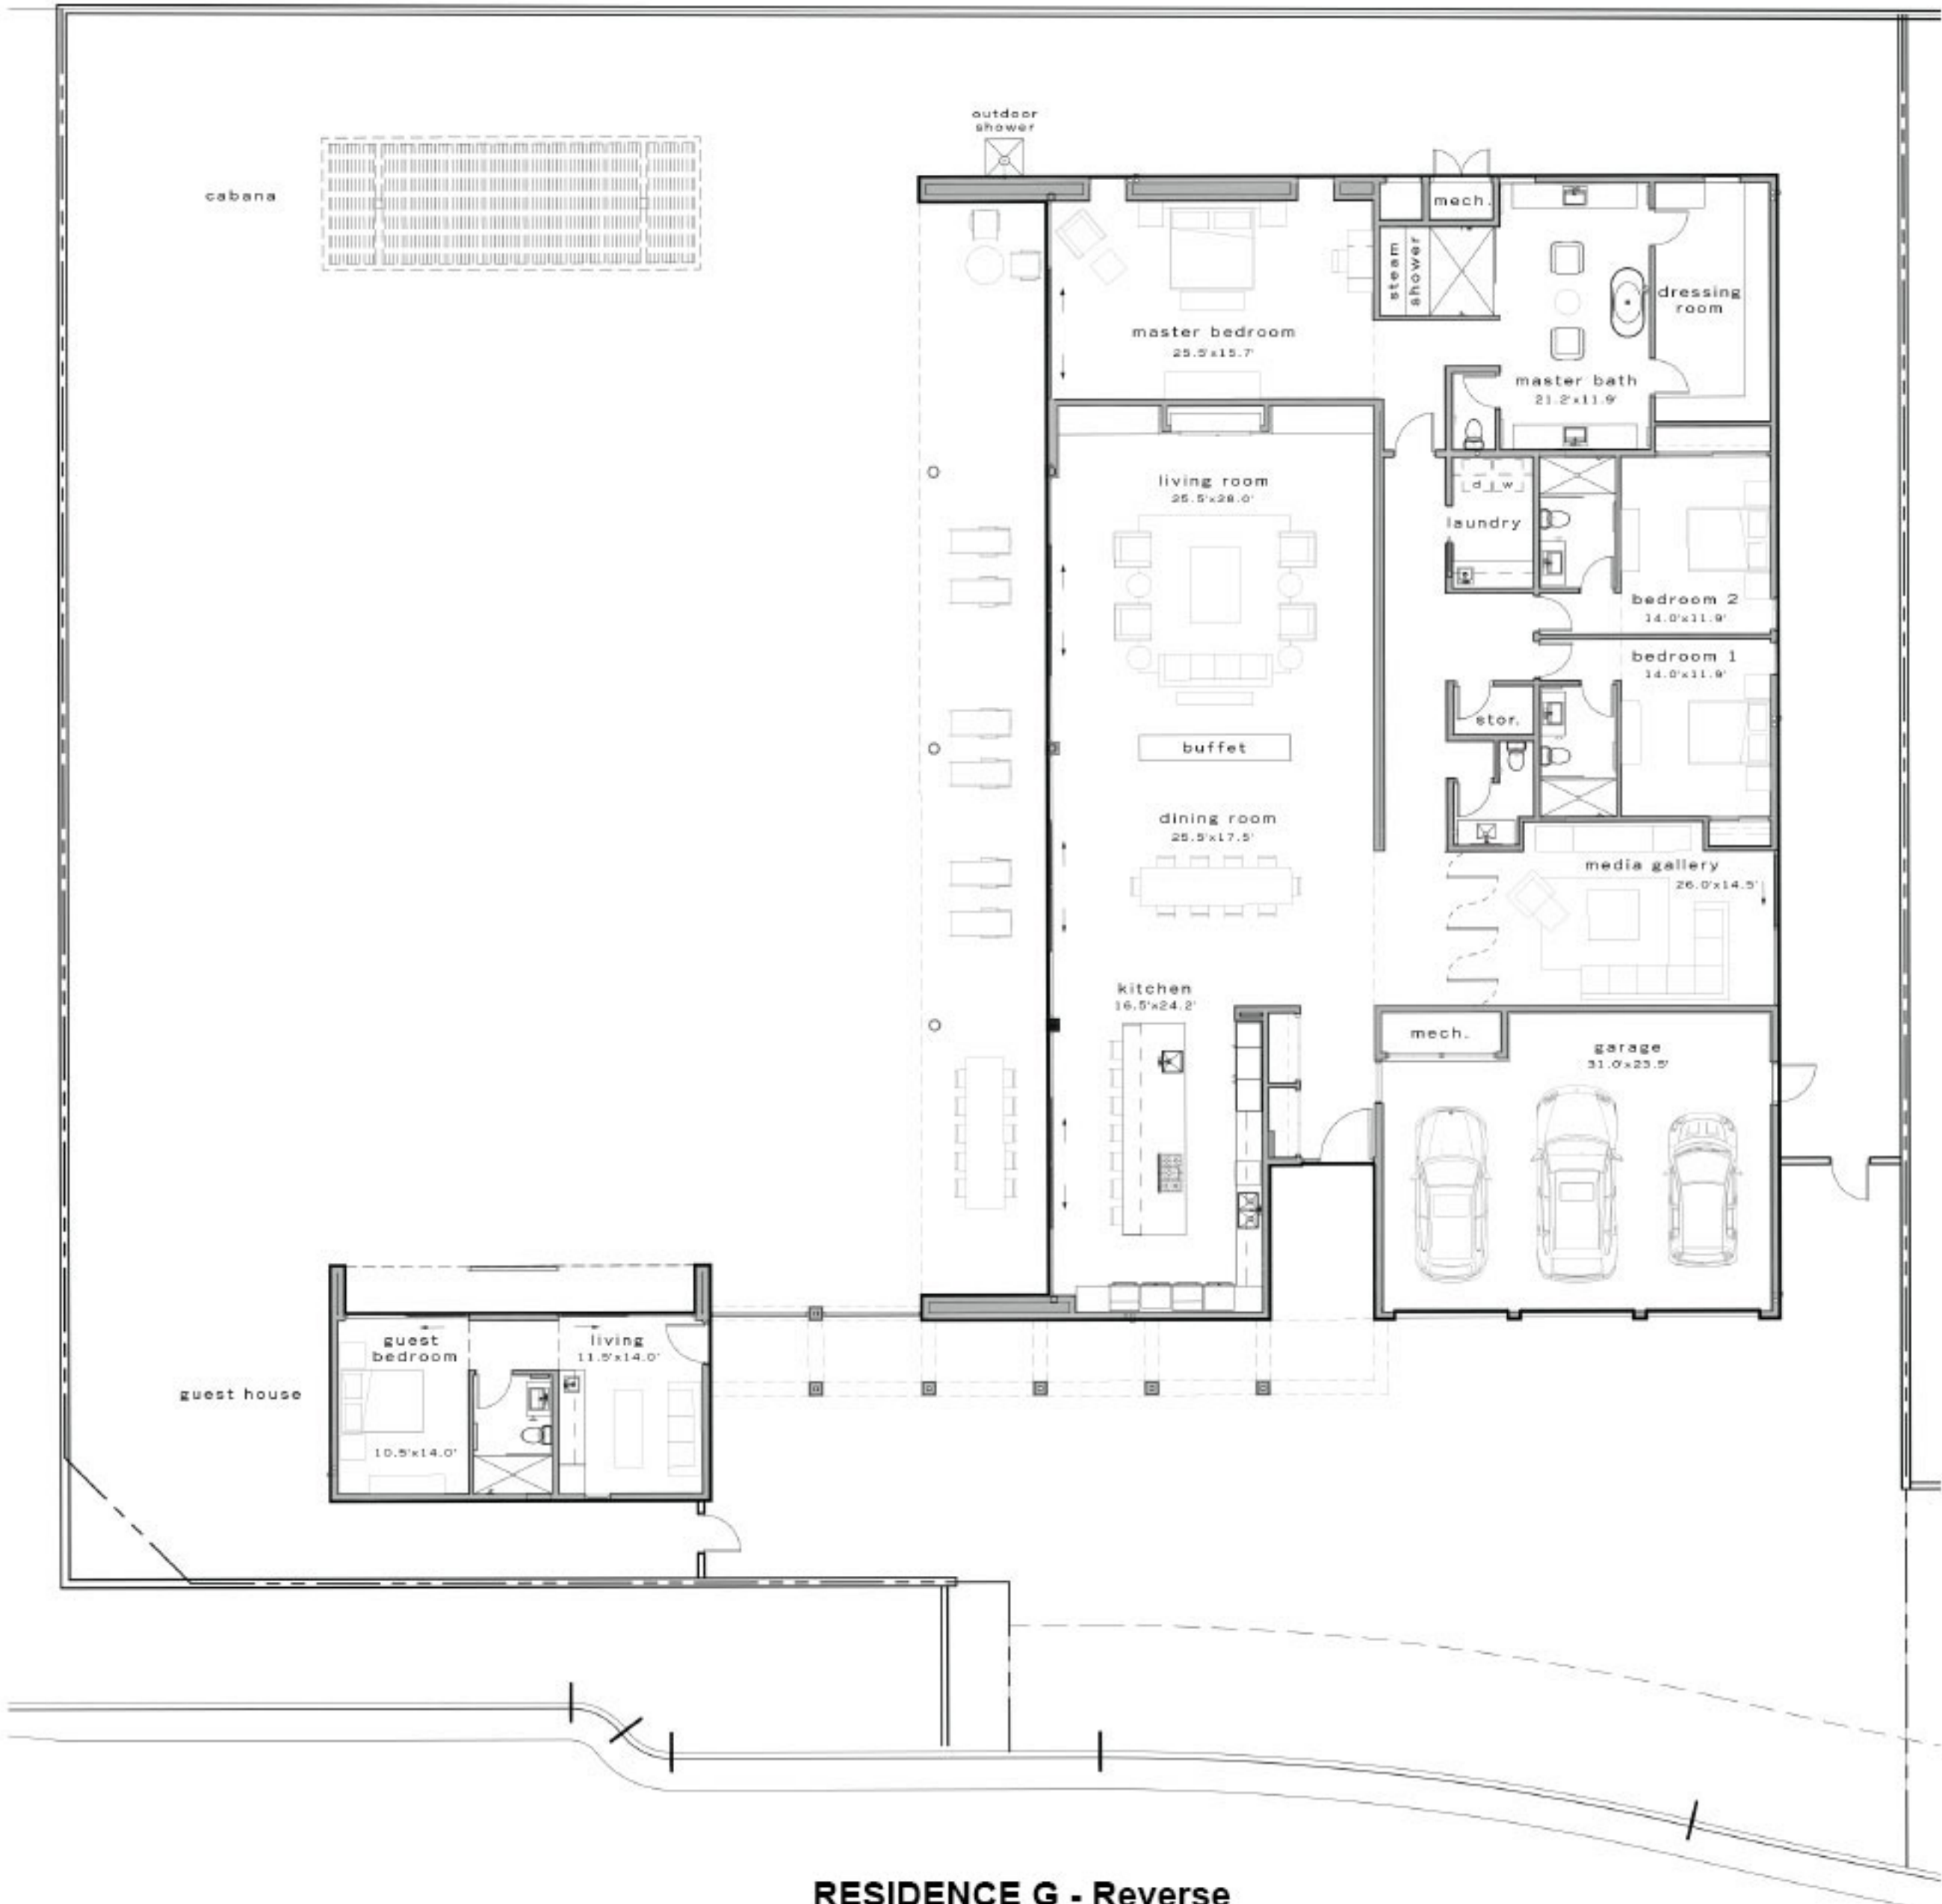 outdoor
shower
cabana
mech.
steam
shower
dressing
room
master bedroom
25.5'x15.7'
master bath
21.2'x11.9'
living room
25.5'x28.0'
d w
laundry
bedroom 2
14.0'x11.9'
bedroom 1
14.0'x11.9'
stor.
buffet
dining room
25.5'x17.5'
media gallery
26.0'x14.5'
kitchen
16.5'x24.2'
mech.
garage
31.0'x23.5'
guest
bedroom
living
11.5'x14.0'
guest house
10.5'x14.0'
RESIDENCE G - Reverse